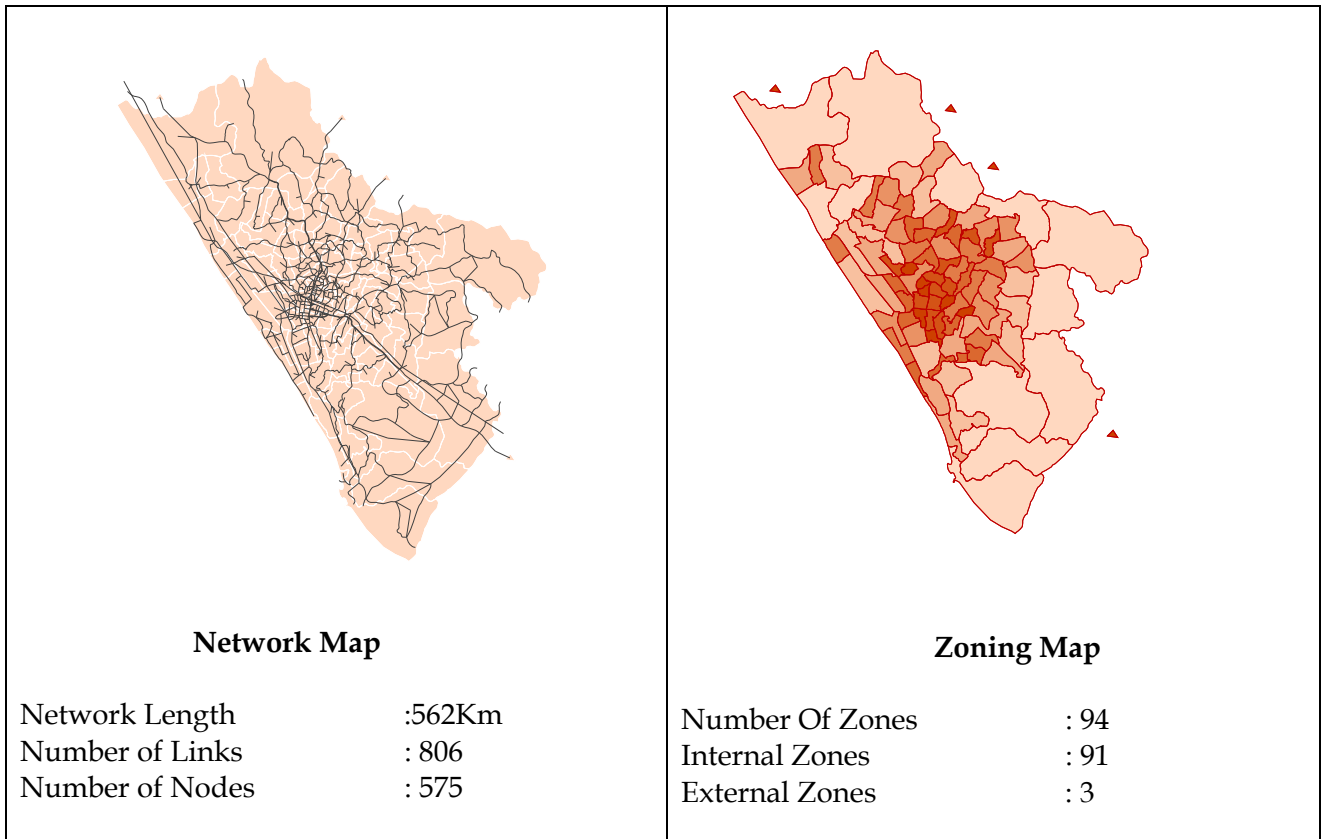 Network Map
Network Length :562Km
Number of Links : 806
Number of Nodes : 575
Zoning Map
Number Of Zones : 94
Internal Zones : 91
External Zones : 3